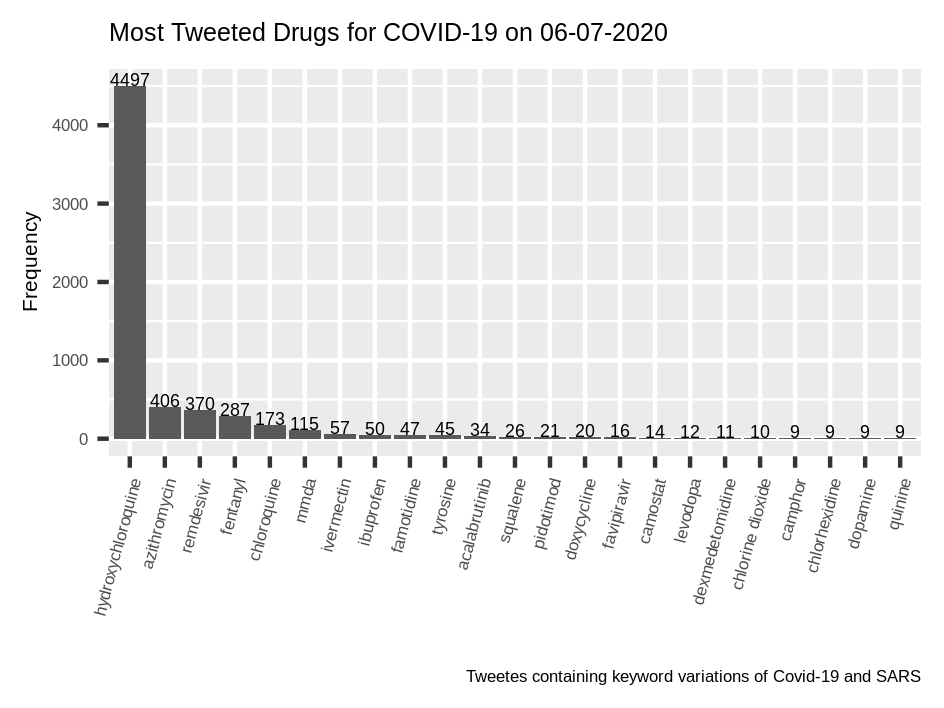 Most Tweeted Drugs for COVID-19 on 06-07-2020
Frequency
4000
3000
2000
1000
0
4497 406 370 287 173 115 57 50 47 45 34 26 21 20 16 14 12 11 10 9 9 9 9
hydroxychloroquine
azithromycin
remdesivir
fentanyl
chloroquine
mmda
ivermectin
ibuprofen
famotidine
tyrosine
acalabrutinib
squalene
pidotimod
doxycycline
favipiravir
camostat
levodopa
dexmedetomidine
chlorine dioxide
camphor
chlorhexidine
dopamine
quinine
Tweetes containing keyword variations of Covid-19 and SARS